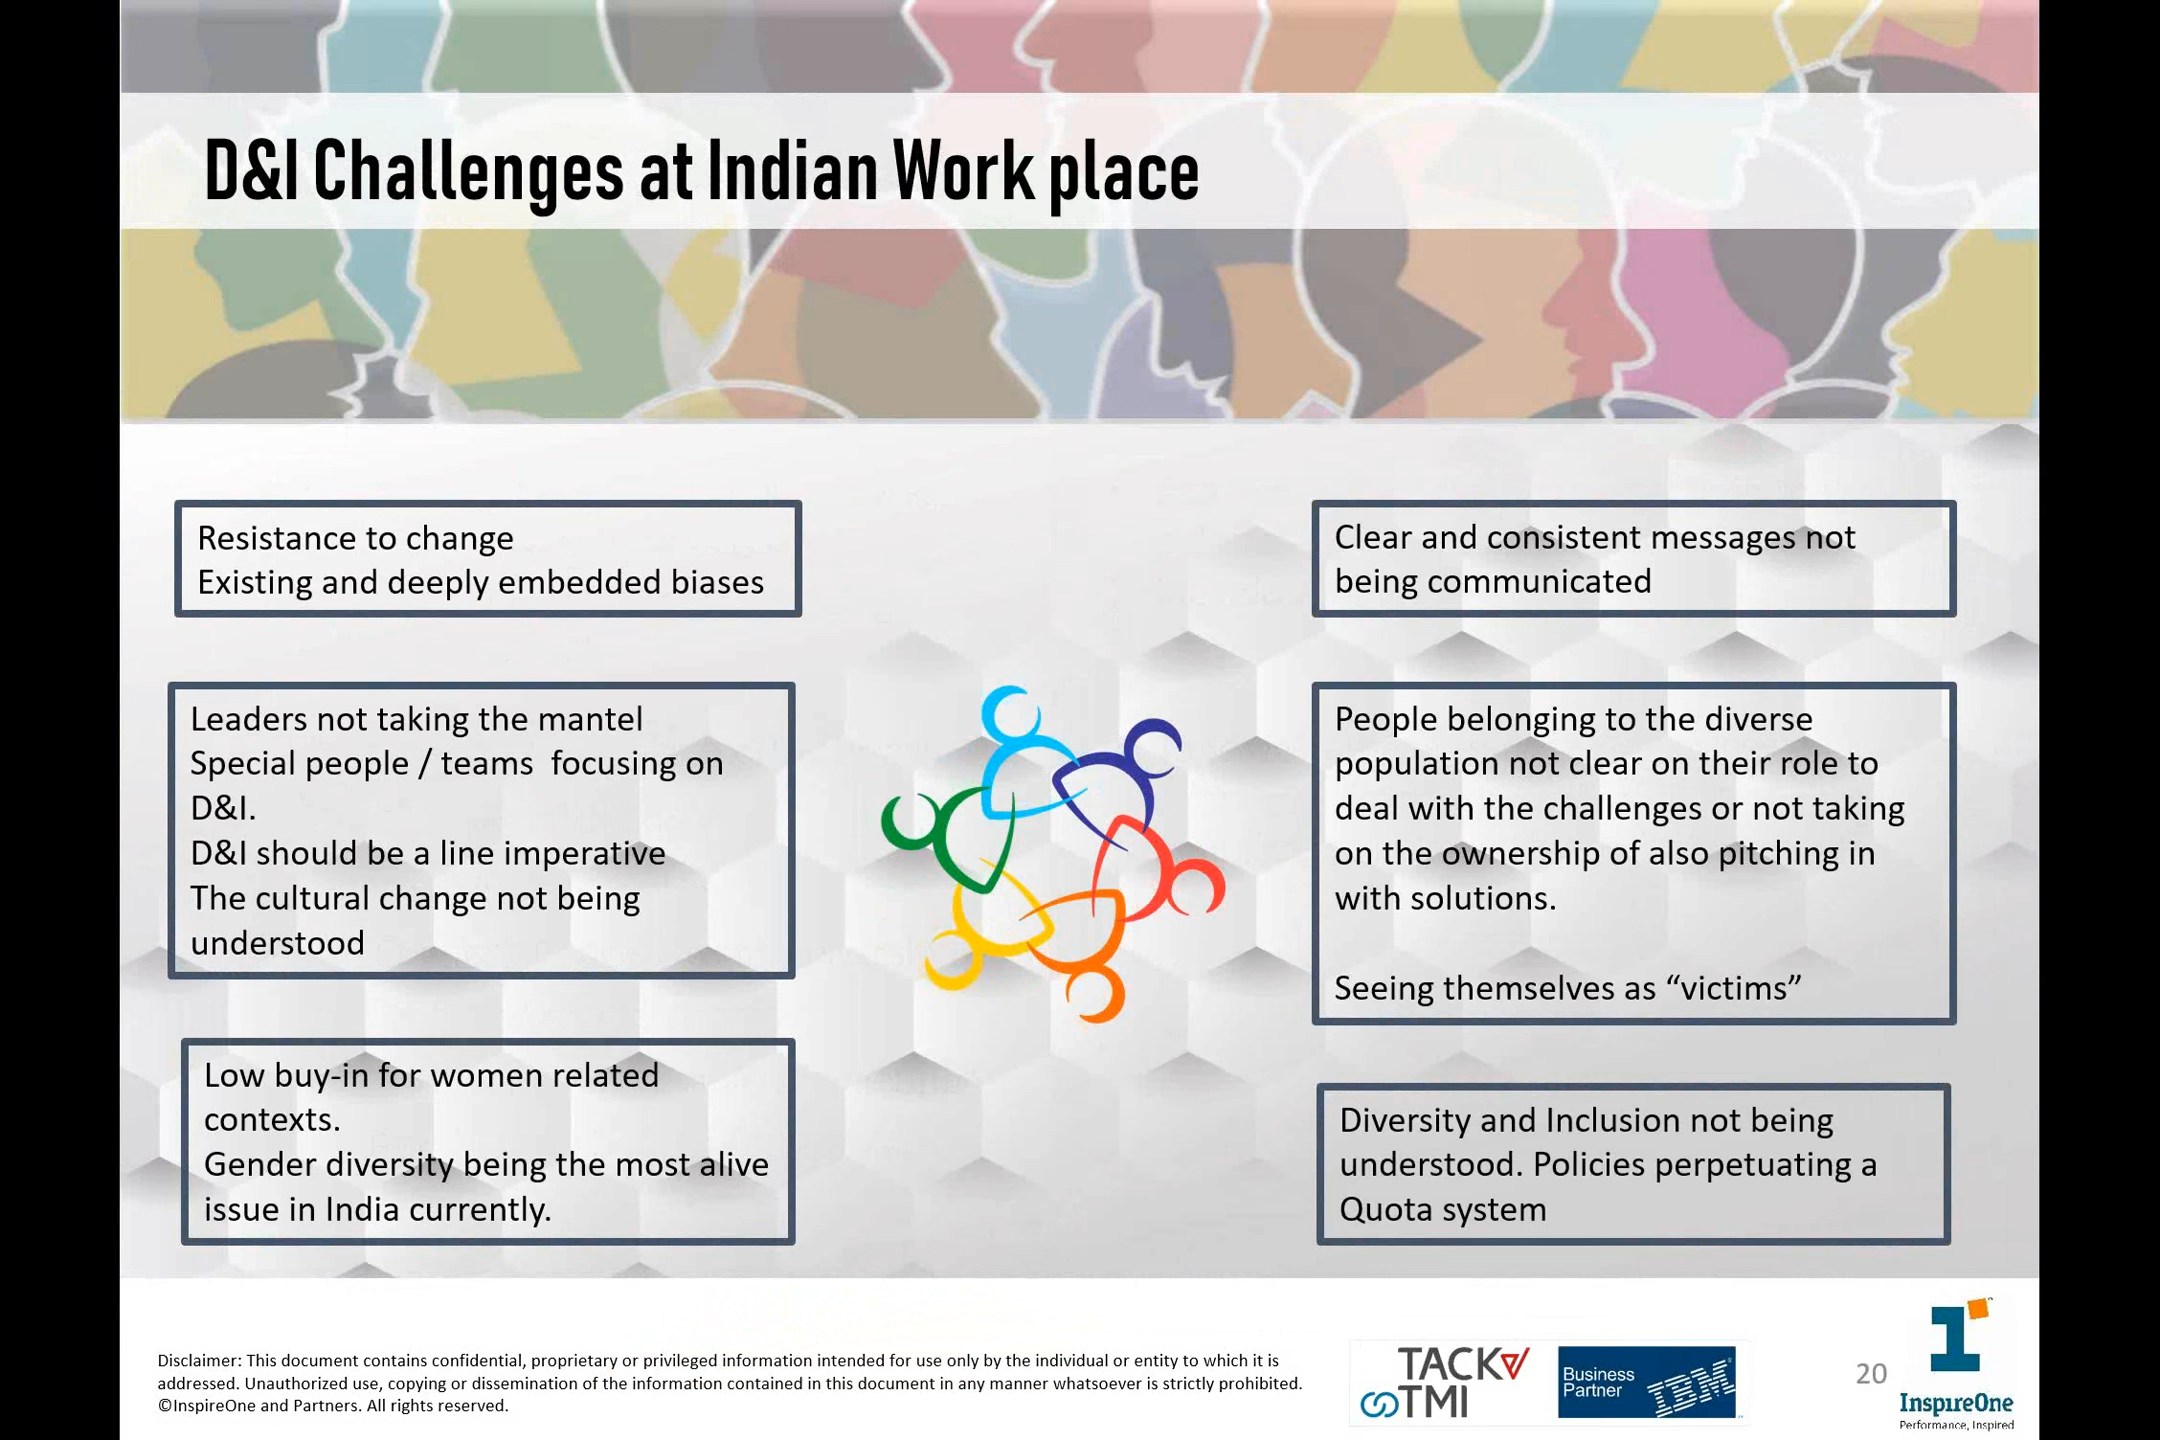 D&I Challenges at Indian Work place
Resistance to change
Existing and deeply embedded biases
Leaders not taking the mantel
Special people / teams  focusing on
D&I.
D&I should be a line imperative
The cultural change not being
understood
Low buy-in for women related
contexts.
Gender diversity being the most alive
issue in India currently.
Clear and consistent messages not
being communicated
People belonging to the diverse
population not clear on their role to
deal with the challenges or not taking
on the ownership of also pitching in
with solutions.
Seeing themselves as “victims”
Diversity and Inclusion not being
understood. Policies perpetuating a
Quota system
Disclaimer: This document contains confidential, proprietary or privileged information intended for use only by the individual or entity to which it is
addressed. Unauthorized use, copying or dissemination of the information contained in this document in any manner whatsoever is strictly prohibited.
©InspireOne and Partners. All rights reserved.
TACK
TMI
Business
Partner
IBM
20
InspıreOne
Performance, Inspired